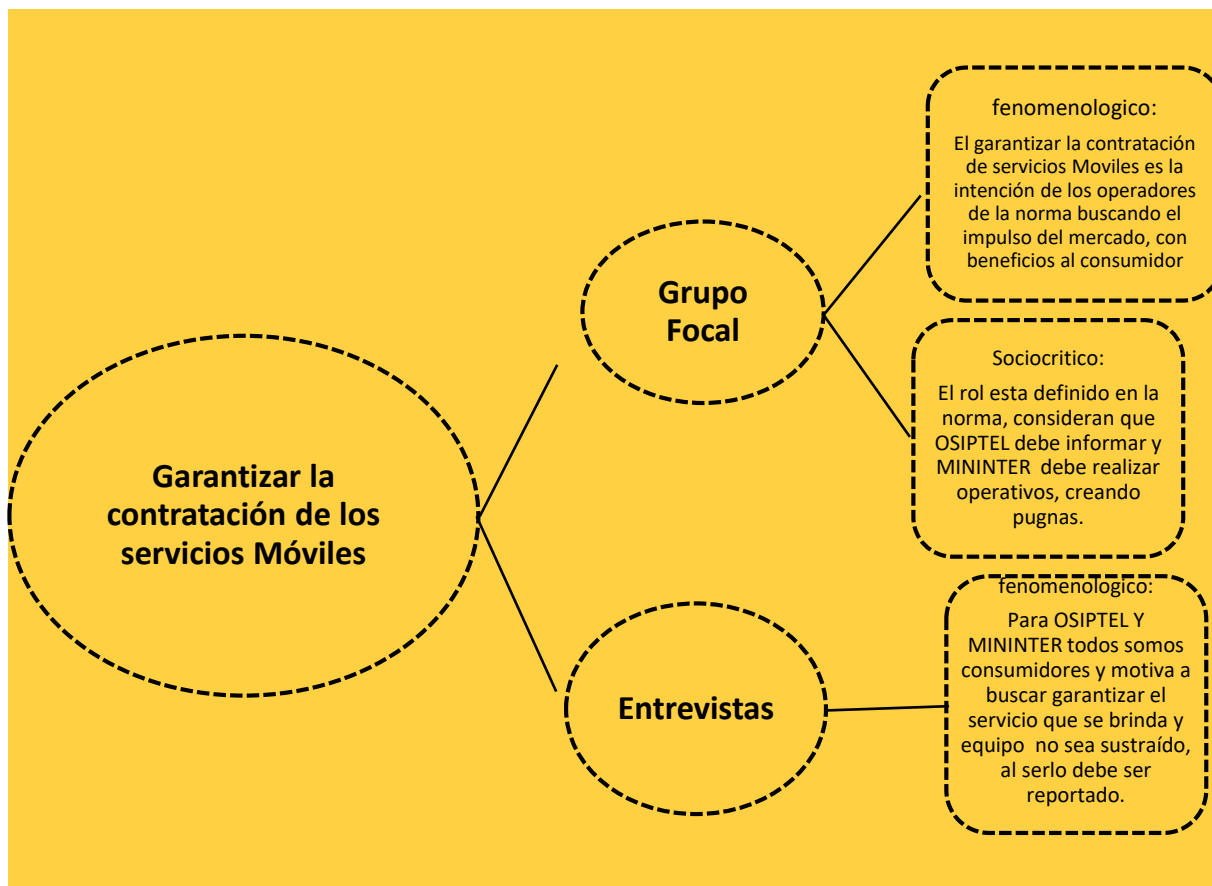 Garantizar la
contratación de los
servicios Móviles
Grupo
Focal
fenomenologico:
El garantizar la contratación
de servicios Moviles es la
intención de los operadores
de la norma buscando el
impulso del mercado, con
beneficios al consumidor
Sociocritico:
El rol esta definido en la
norma, consideran que
OSIPTEL debe informar y
MININTER debe realizar
operativos, creando
pugnas.
Entrevistas
fenomenologico:
Para OSIPTEL Y
MININTER todos somos
consumidores y motiva a
buscar garantizar el
servicio que se brinda y
equipo no sea sustraído,
al serlo debe ser
reportado.